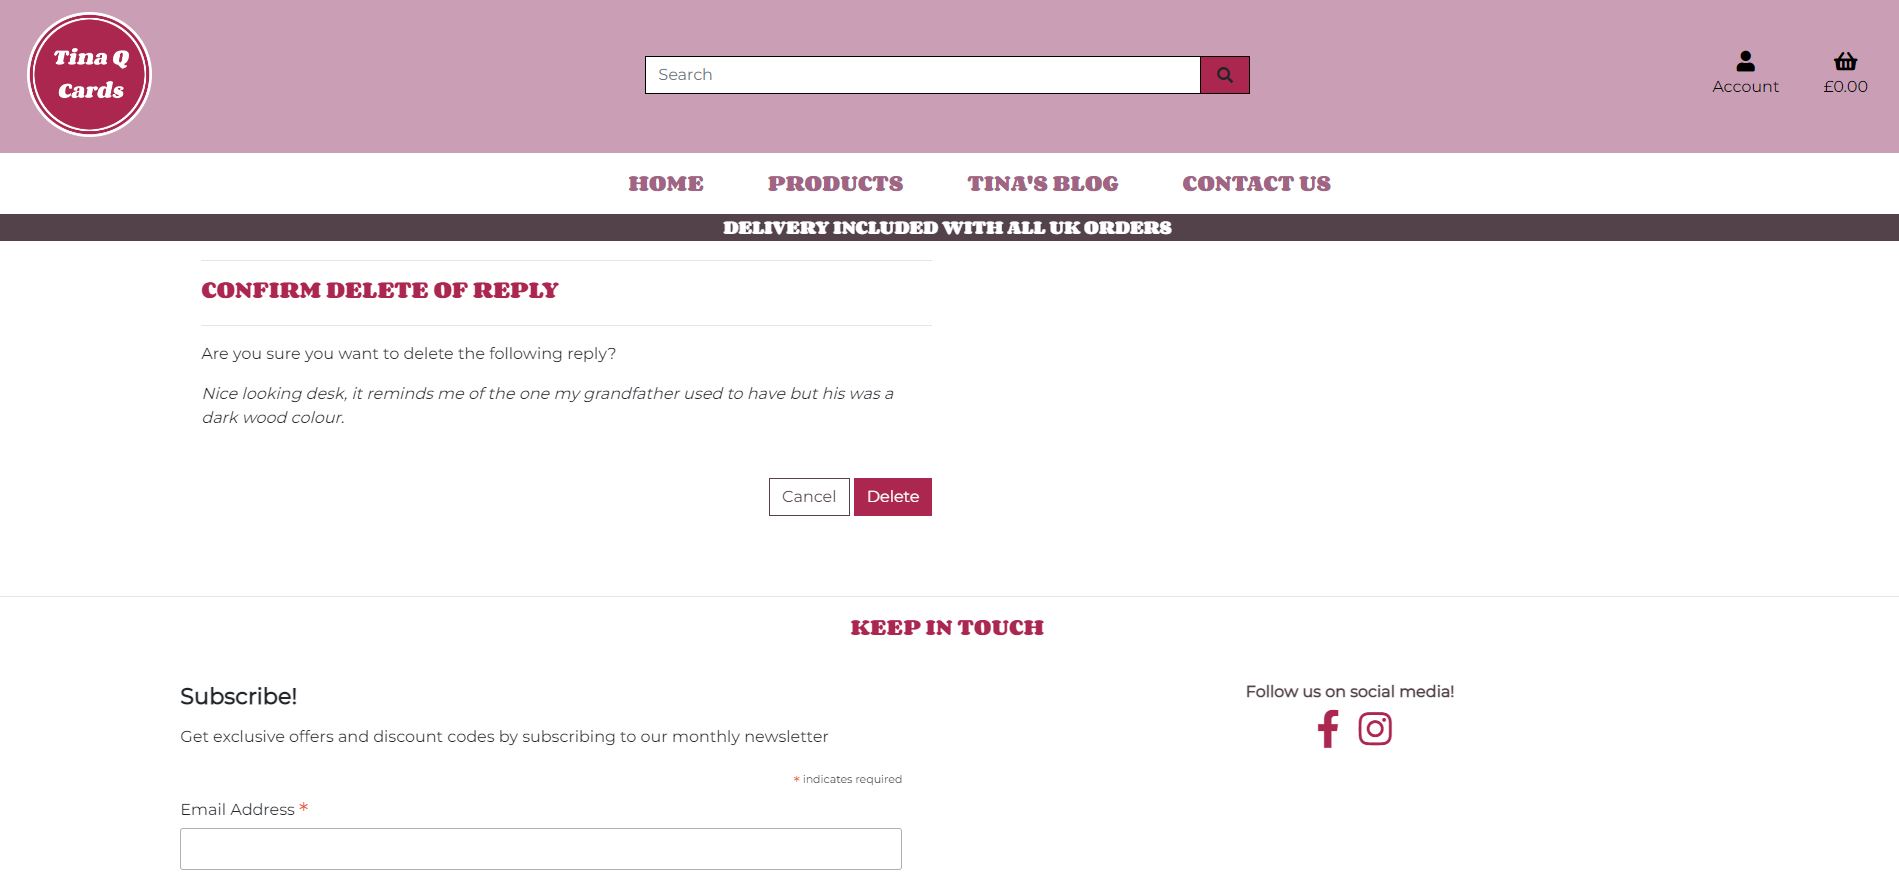 Tina Q
Cards
Search
Account
£0.00
HOME PRODUCTS TINA'S BLOG CONTACT US
DELIVERY INCLUDED WITH ALL UK ORDERS
CONFIRM DELETE OF REPLY
Are you sure you want to delete the following reply?
Nice looking desk, it reminds me of the one my grandfather used to have but his was a
dark wood colour.
Cancel Delete
KEEP IN TOUCH
Subscribe!
Get exclusive offers and discount codes by subscribing to our monthly newsletter
* indicates required
Email Address *
Follow us on social media!